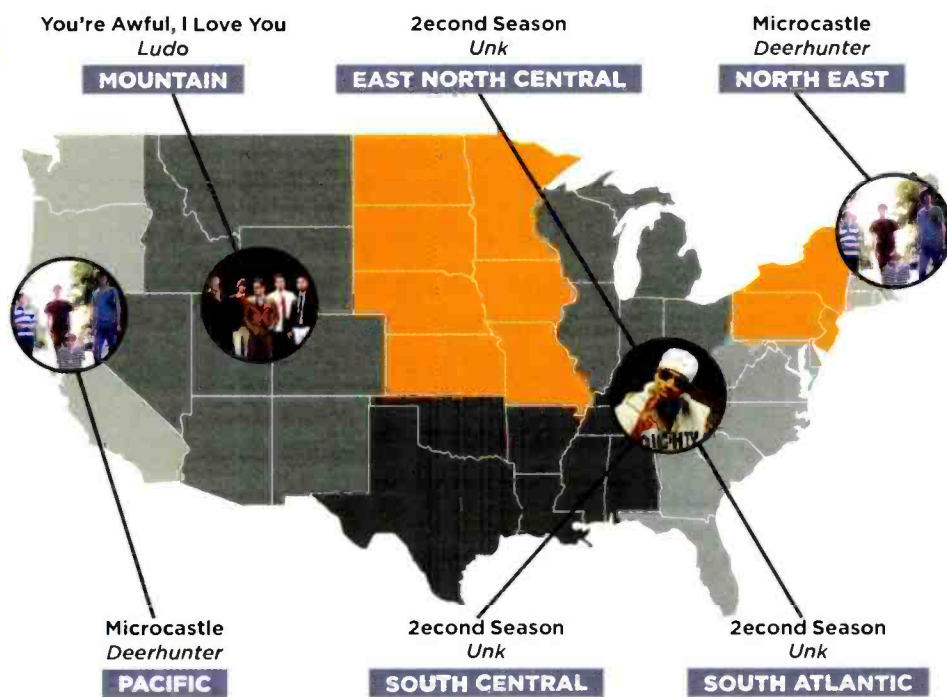 You're Awful, I Love You
Ludo
MOUNTAIN
2econd Season
Unk
EAST NORTH CENTRAL
Microcastle
Deerhunter
NORTH EAST
Microcastle
Deerhunter
PACIFIC
2econd Season
Unk
SOUTH CENTRAL
2econd Season
Unk
SOUTH ATLANTIC